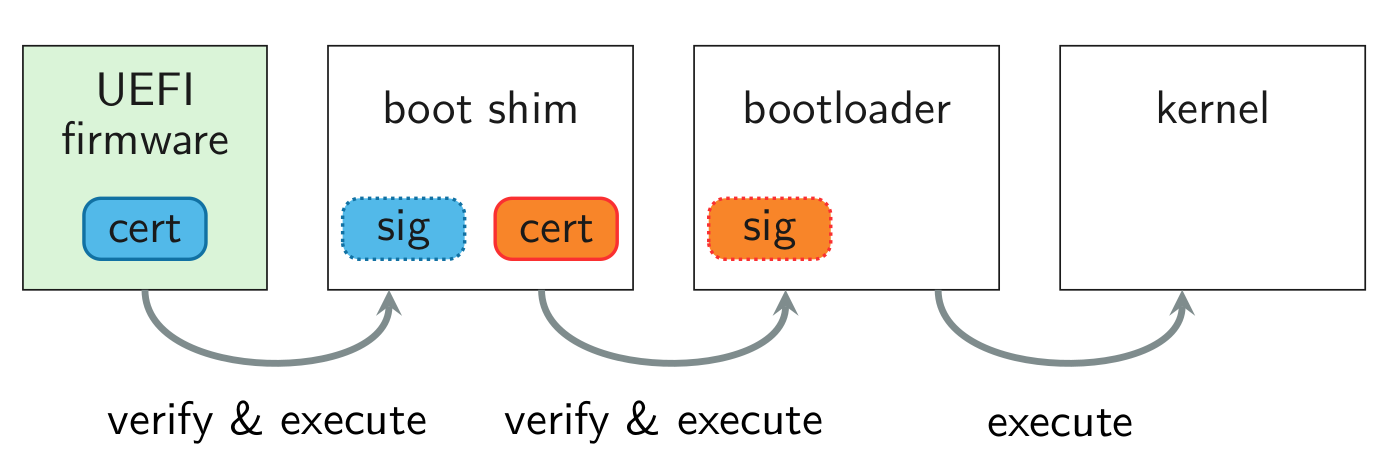 UEFI
firmware
cert
boot shim
sig
cert
bootloader
sig
kernel
verify & execute
verify & execute
execute